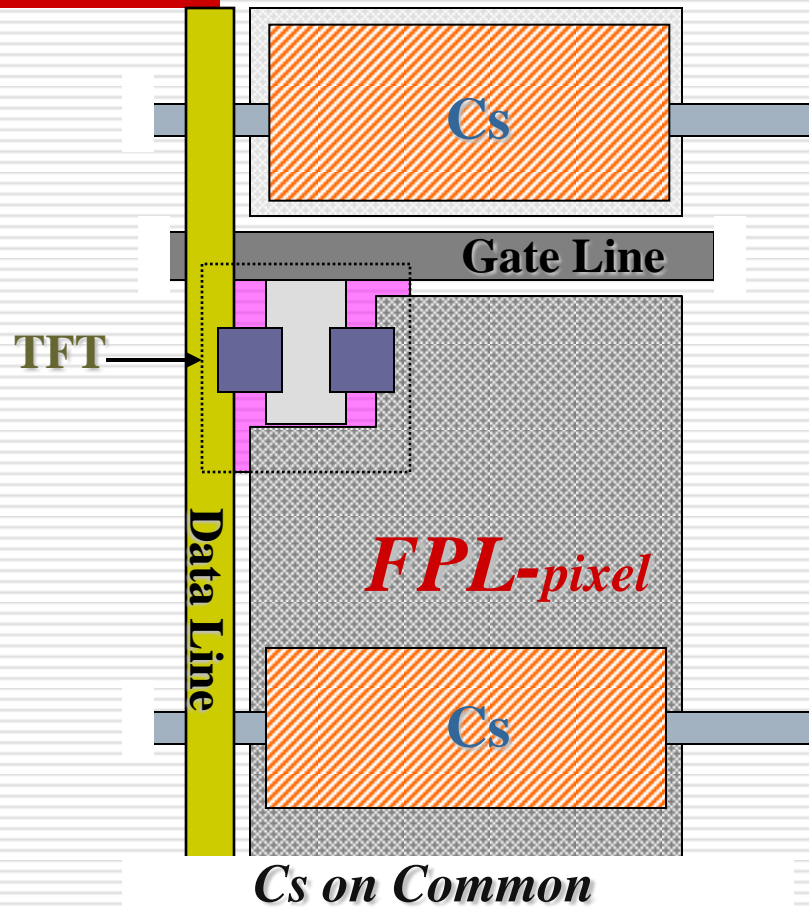 Cs
Gate Line
TFT
Data Line
FPL-pixel
Cs
Cs on Common